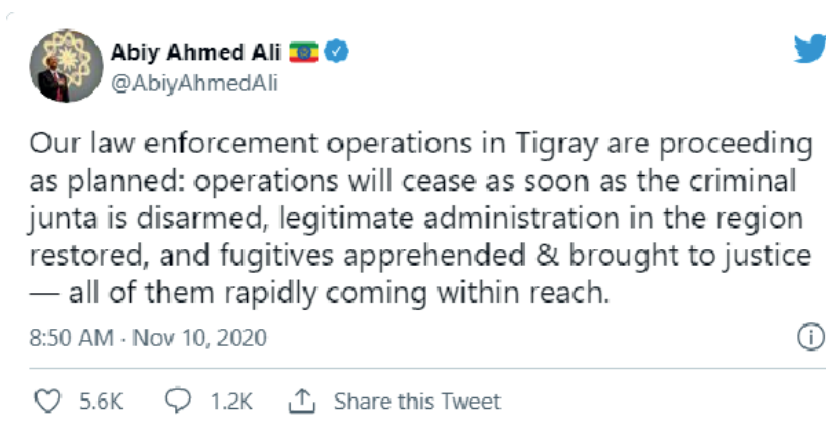 Abiy Ahmed Ali
@AbiyAhmedAli
Our law enforcement operations in Tigray are proceeding
as planned: operations will cease as soon as the criminal
junta is disarmed, legitimate administration in the region
restored, and fugitives apprehended & brought to justice
— all of them rapidly coming within reach.
8:50 AM · Nov 10, 2020
5.6K 1.2K Share this Tweet